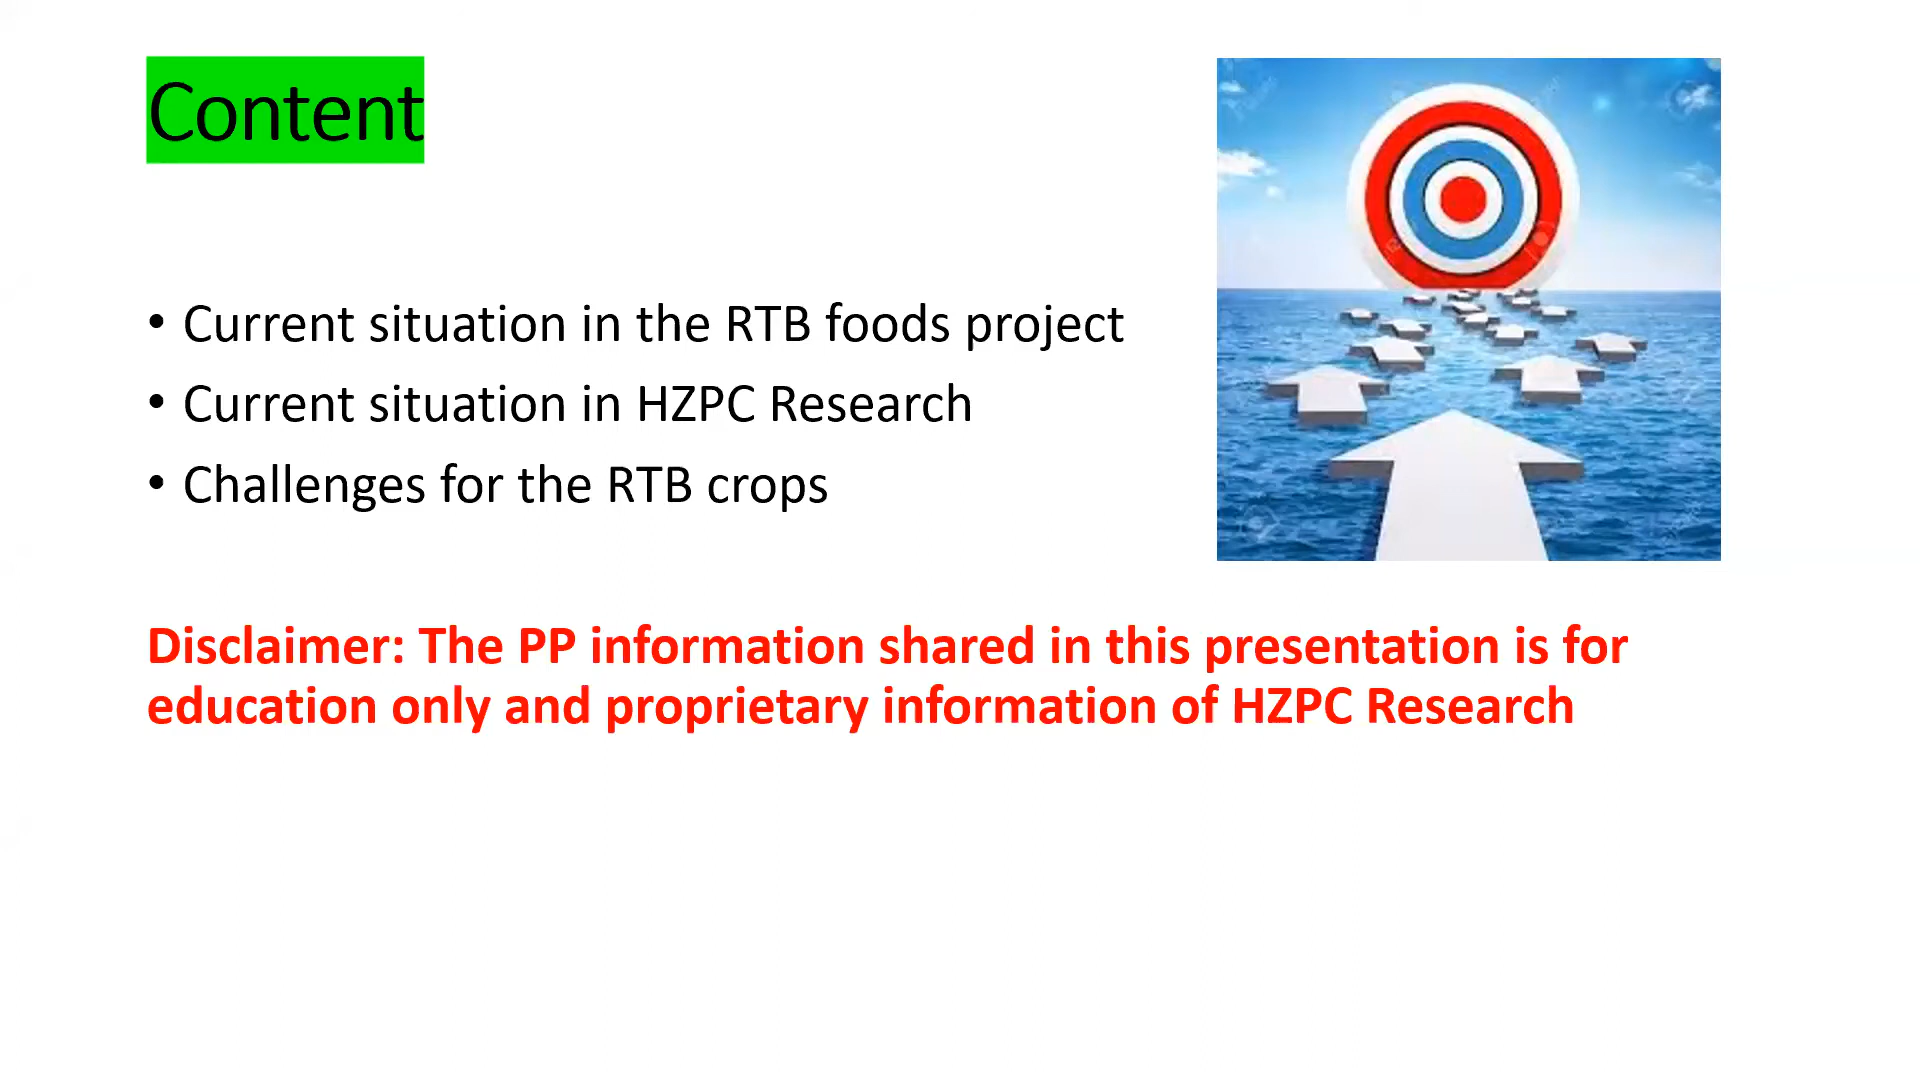 Content
• Current situation in the RTB foods project
• Current situation in HZPC Research
• Challenges for the RTB crops
Disclaimer: The PP information shared in this presentation is for
education only and proprietary information of HZPC Research